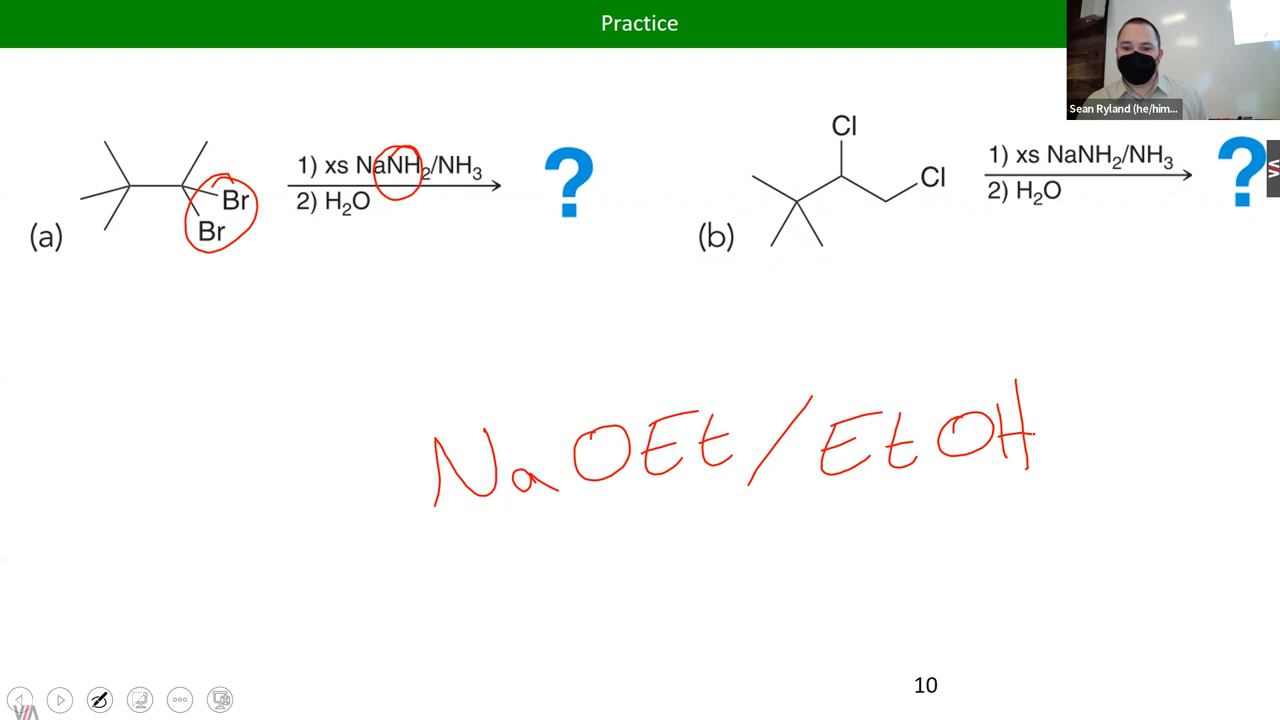 Practice
Sean Ryland (he/him...
(a)
Br
Br
1) xs NaNH₂/NH₃
2) H₂O
?
(b)
Cl
Cl
1) xs NaNH₂/NH₃
2) H₂O
?
NaOEt/EtOH
10